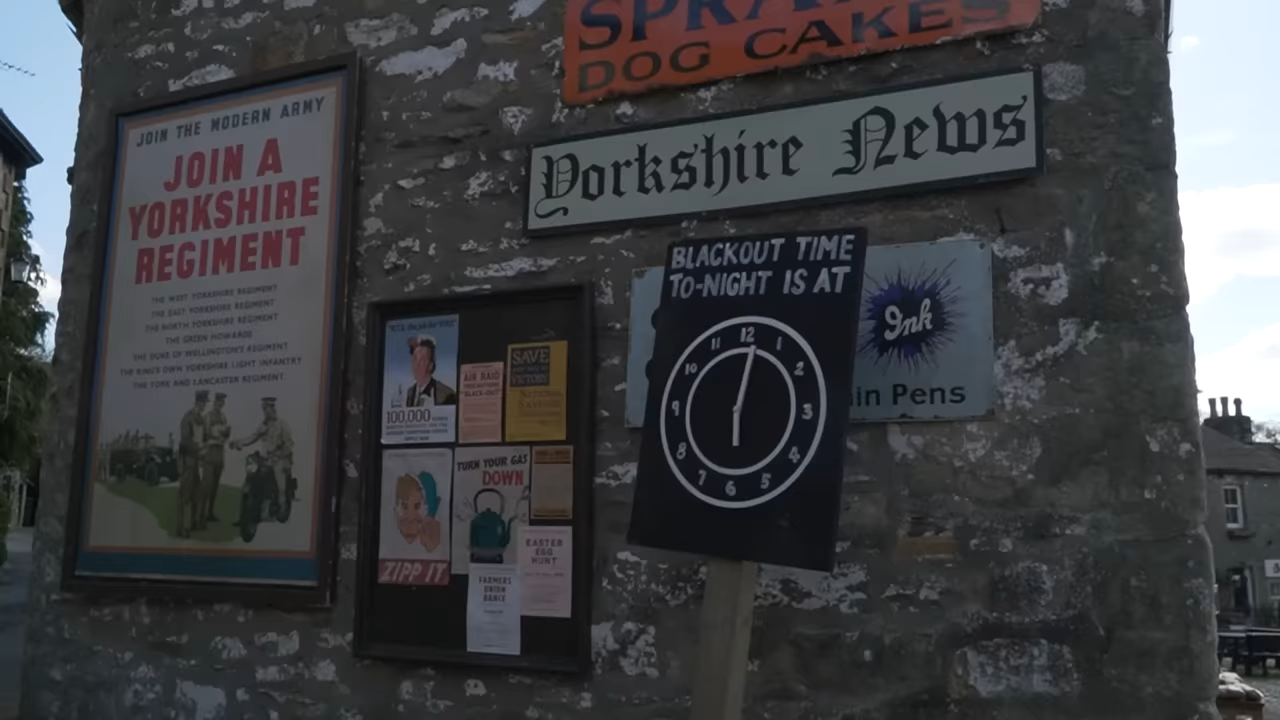 JOIN THE MODERN ARMY
JOIN A
YORKSHIRE
REGIMENT
THE WEST YORKSHIRE REGIMENT
THE EAST YORKSHIRE REGIMENT
THE NORTH YORKSHIRE REGIMENT
THE GREEN HOWARDS
THE DUKE OF WELLINGTON'S REGIMENT
THE KING'S OWN YORKSHIRE LIGHT INFANTRY
THE YORK AND LANCASTER REGIMENT
DOG CAKES
Yorkshire News
BLACKOUT TIME
TO-NIGHT IS AT
12
1
2
3
4
5
6
7
8
9
10
11
Ink
Pens
100,000
AIR RAID
SAVE
VICTORY
ZIPP IT
TURN YOUR GAS
DOWN
EASTER
EGG
HUNT
FARMERS
UNION
DANCE